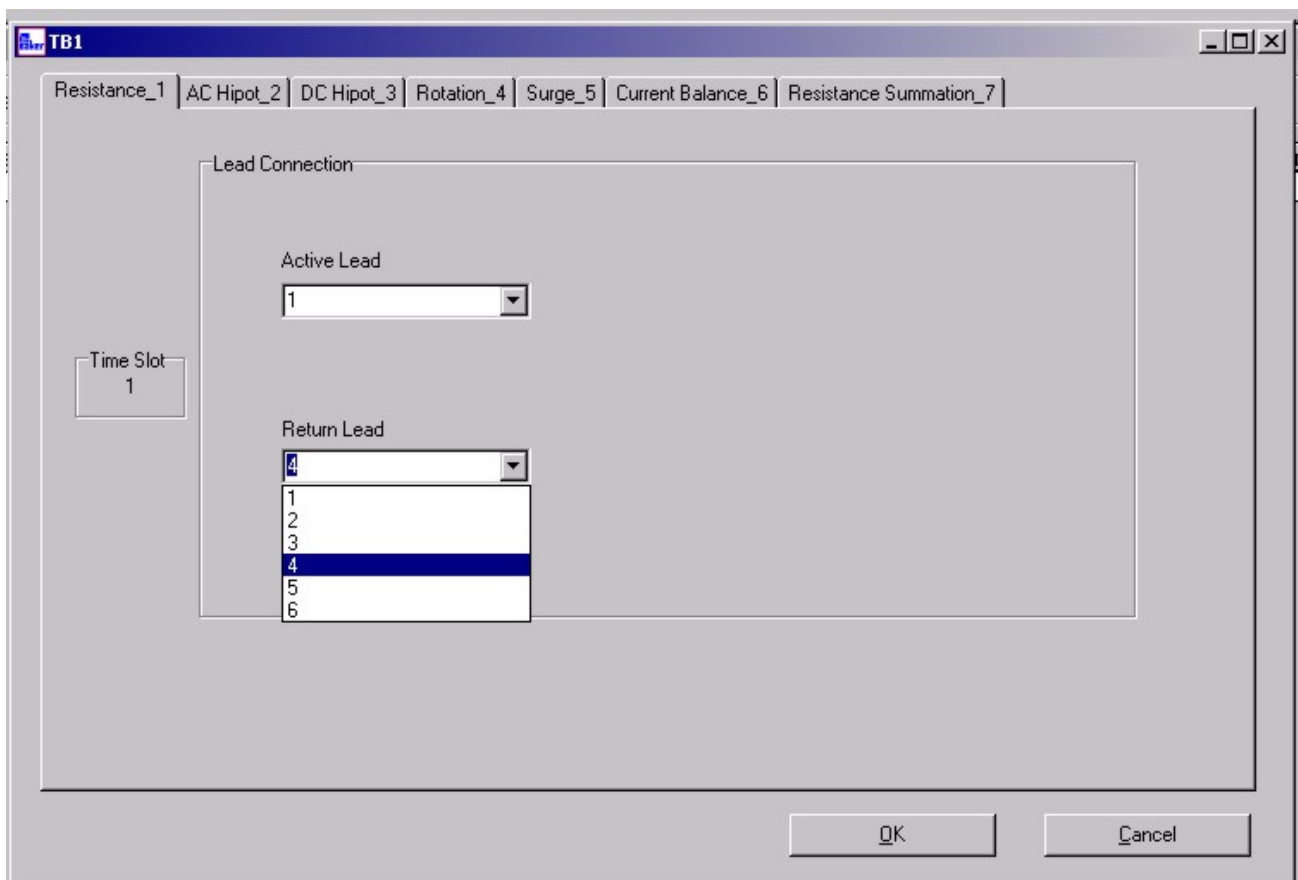 TB1
Resistance_1 AC Hipot_2 DC Hipot_3 Rotation_4 Surge_5 Current Balance_6 Resistance Summation_7
Lead Connection
Active Lead
1
Time Slot
1
Return Lead
4
1
2
3
4
5
6
OK Cancel